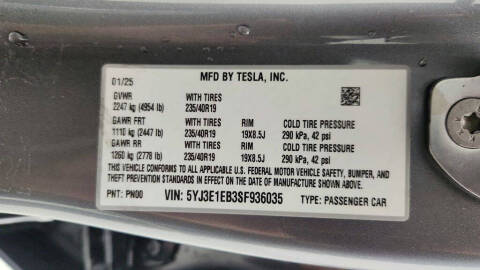 MFD BY TESLA, INC.
01/25
GVWR WITH TIRES
2247 kg (4954 lb) 235/40R19
GAWR FRT WITH TIRES RIM COLD TIRE PRESSURE
1110 kg (2447 lb) 235/40R19 19X8.5J 290 kPa, 42 psi
GAWR RR WITH TIRES RIM COLD TIRE PRESSURE
1260 kg (2778 lb) 235/40R19 19X8.5J 290 kPa, 42 psi
THIS VEHICLE CONFORMS TO ALL APPLICABLE U.S. FEDERAL MOTOR VEHICLE SAFETY, BUMPER, AND
THEFT PREVENTION STANDARDS IN EFFECT ON THE DATE OF MANUFACTURE SHOWN ABOVE.
PNT: PN00 VIN: 5YJ3E1EB3SF936035 TYPE: PASSENGER CAR